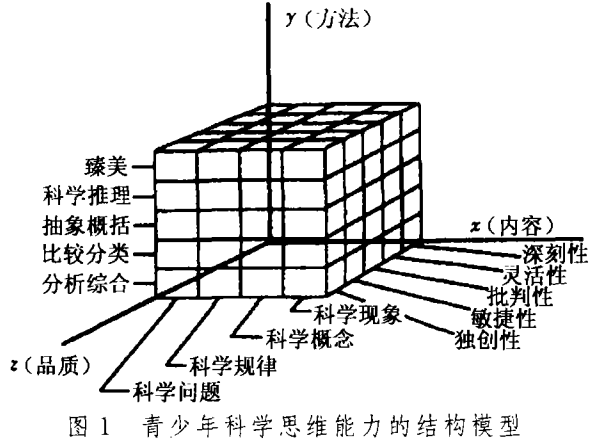 y(方法)
臻美
科学推理
抽象概括
比较分类
分析综合
x(内容)
深刻性
灵活性
批判性
敏捷性
独创性
科学现象
科学概念
科学规律
科学问题
z(品质)
图 1 青少年科学思维能力的结构模型